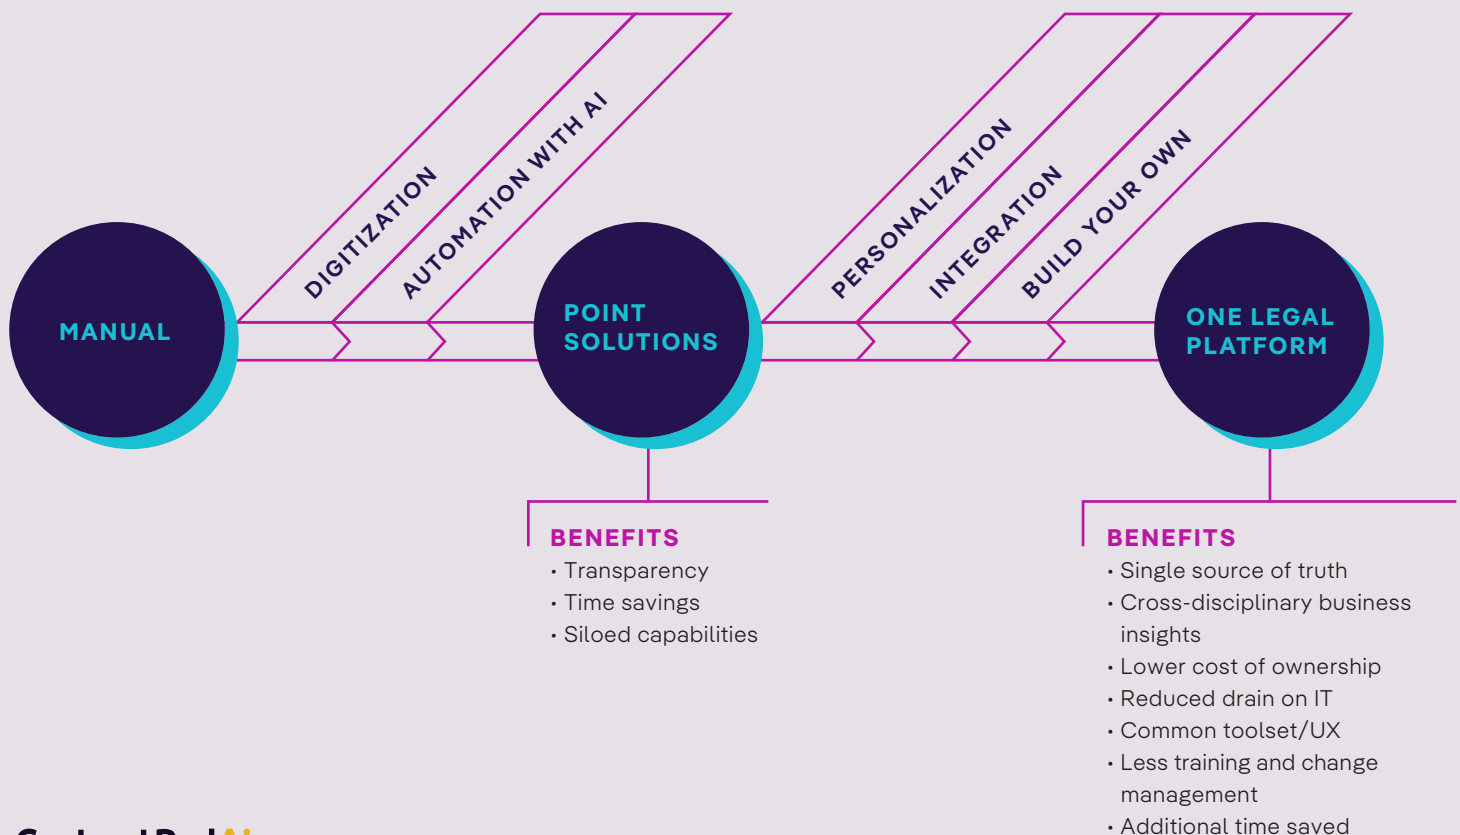 DIGITIZATION
AUTOMATION WITH AI
PERSONALIZATION
INTEGRATION
BUILD YOUR OWN
MANUAL
POINT
SOLUTIONS
ONE LEGAL
PLATFORM
BENEFITS
• Transparency
• Time savings
• Siloed capabilities
BENEFITS
• Single source of truth
• Cross-disciplinary business
insights
• Lower cost of ownership
• Reduced drain on IT
• Common toolset/UX
• Less training and change
management
• Additional time saved